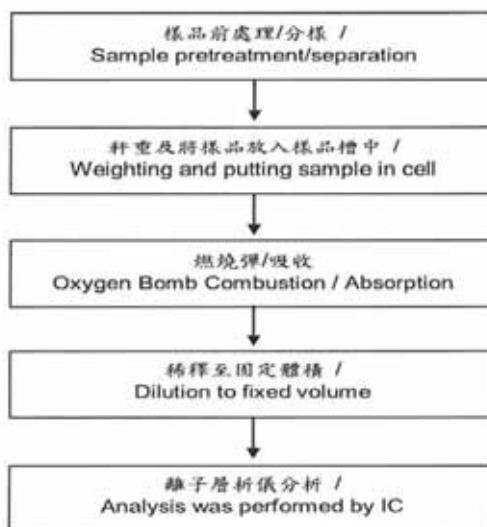 樣品前處理/分樣 /
Sample pretreatment/separation
秤重及將樣品放入樣品槽中 /
Weighting and putting sample in cell
燃燒彈/吸收
Oxygen Bomb Combustion / Absorption
稀釋至固定體積 /
Dilution to fixed volume
離子層析儀分析 /
Analysis was performed by IC